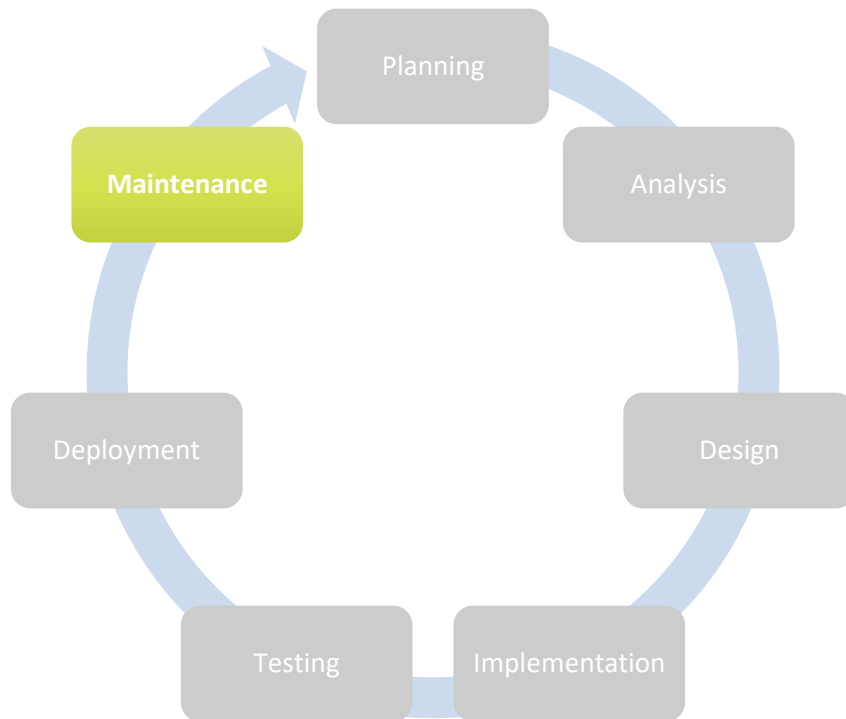 Planning
Analysis
Design
Implementation
Testing
Deployment
Maintenance